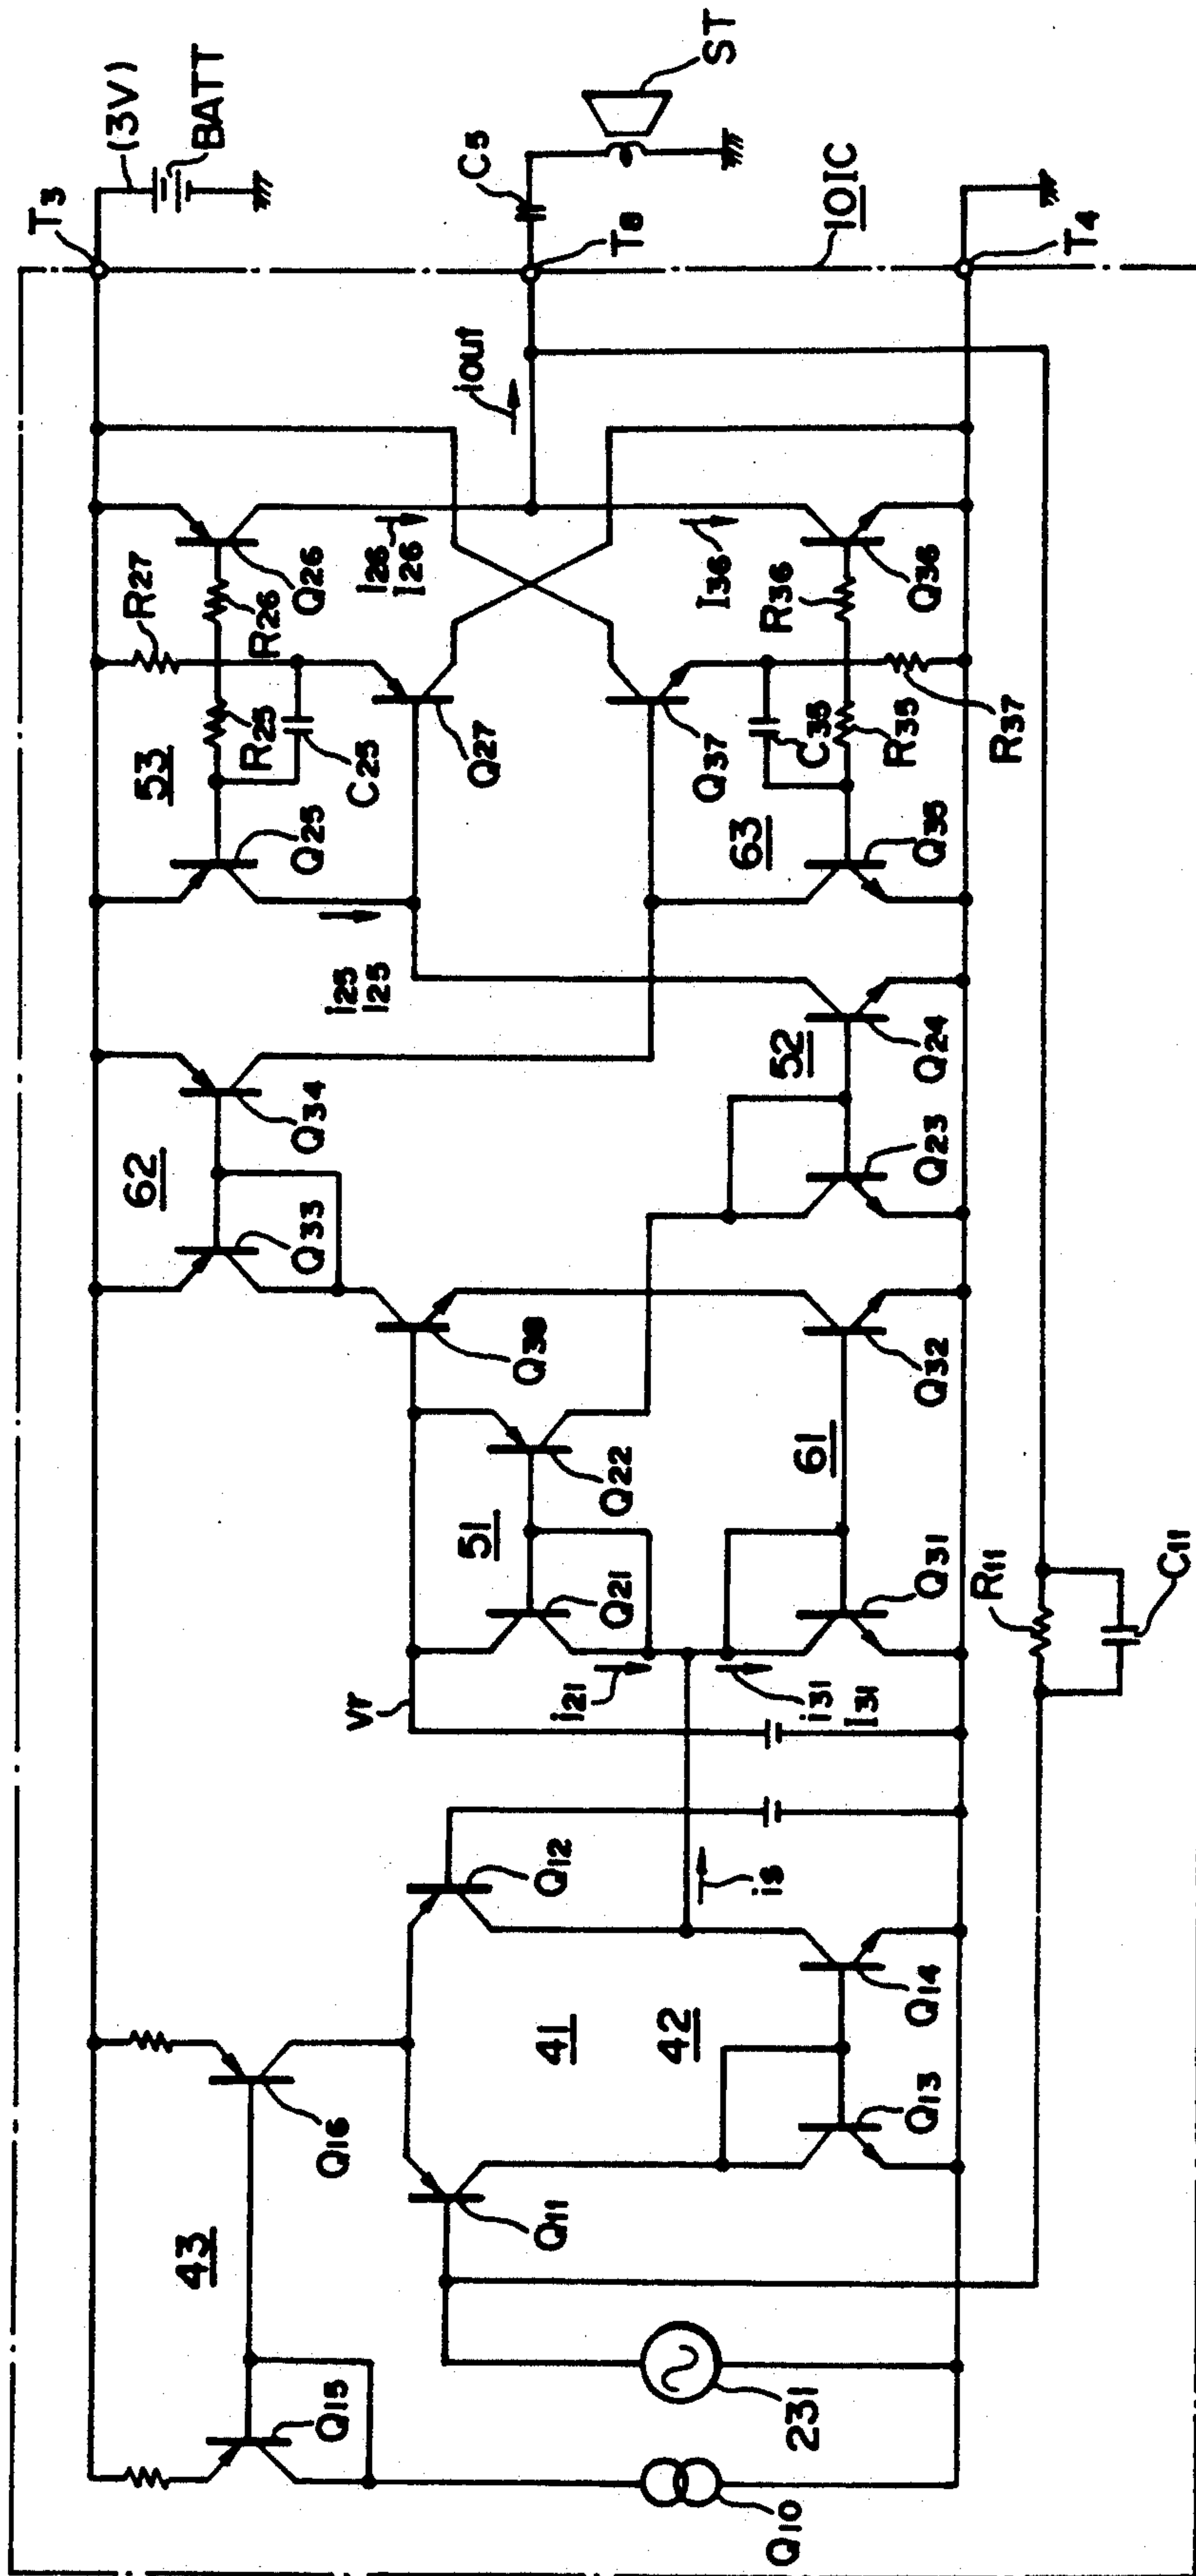 T3
(3V)
BATT
R27
53
R25
R26
Q26
Q25
C25
i26
I26
iout
C5
ST
T8
Q27
i25
I25
62
Q33
Q34
Q38
Q37
I36
R36
C35
R35
Q36
63
Q35
R37
10IC
T4
52
Q24
Q23
51
Q22
Q21
Vr
i21
61
Q32
i31
I31
Q31
R11
C11
43
Q16
Q15
Q12
is
41
42
Q11
Q14
Q13
231
Q10